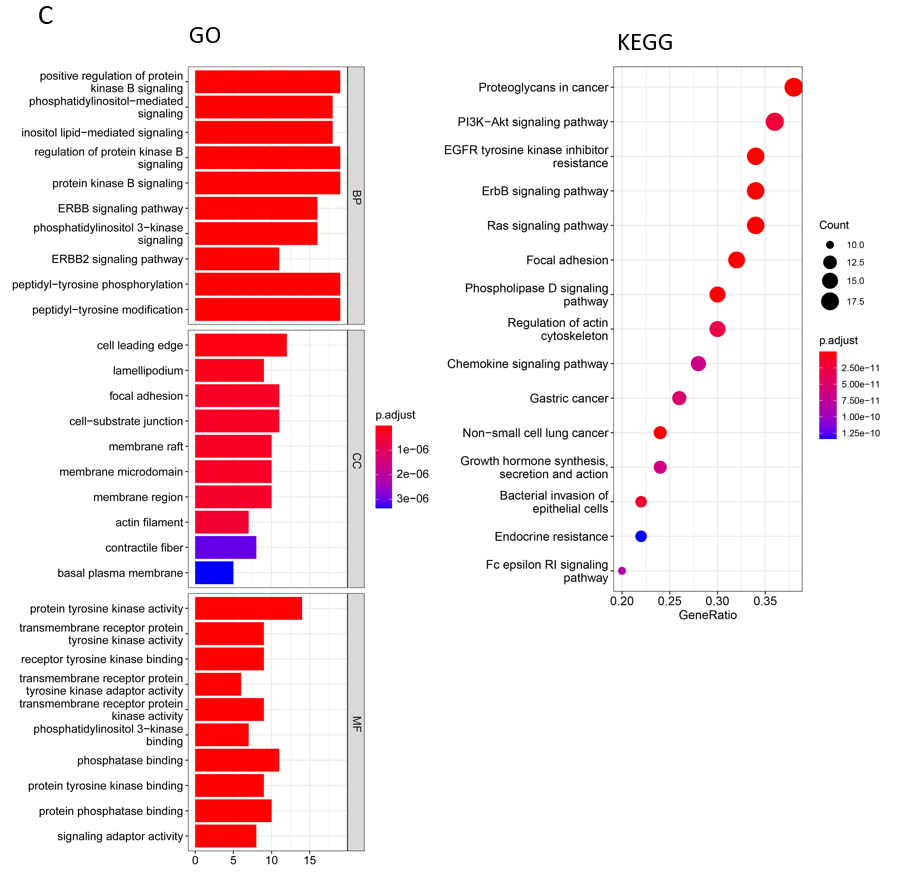 C
GO
positive regulation of protein
kinase B signaling
phosphatidylinositol−mediated
signaling
inositol lipid−mediated signaling
regulation of protein kinase B
signaling
protein kinase B signaling
ERBB signaling pathway
phosphatidylinositol 3−kinase
signaling
ERBB2 signaling pathway
peptidyl−tyrosine phosphorylation
peptidyl−tyrosine modification
BP
cell leading edge
lamellipodium
focal adhesion
cell−substrate junction
membrane raft
membrane microdomain
membrane region
actin filament
contractile fiber
basal plasma membrane
CC
protein tyrosine kinase activity
transmembrane receptor protein
tyrosine kinase activity
receptor tyrosine kinase binding
transmembrane receptor protein
tyrosine kinase adaptor activity
transmembrane receptor protein
kinase activity
phosphatidylinositol 3−kinase
binding
phosphatase binding
protein tyrosine kinase binding
protein phosphatase binding
signaling adaptor activity
MF
0 5 10 15
p.adjust
1e−06
2e−06
3e−06
KEGG
Proteoglycans in cancer
PI3K−Akt signaling pathway
EGFR tyrosine kinase inhibitor
resistance
ErbB signaling pathway
Ras signaling pathway
Focal adhesion
Phospholipase D signaling
pathway
Regulation of actin
cytoskeleton
Chemokine signaling pathway
Gastric cancer
Non−small cell lung cancer
Growth hormone synthesis,
secretion and action
Bacterial invasion of
epithelial cells
Endocrine resistance
Fc epsilon RI signaling
pathway
0.20 0.25 0.30 0.35
GeneRatio
Count
10.0
12.5
15.0
17.5
p.adjust
2.50e−11
5.00e−11
7.50e−11
1.00e−10
1.25e−10